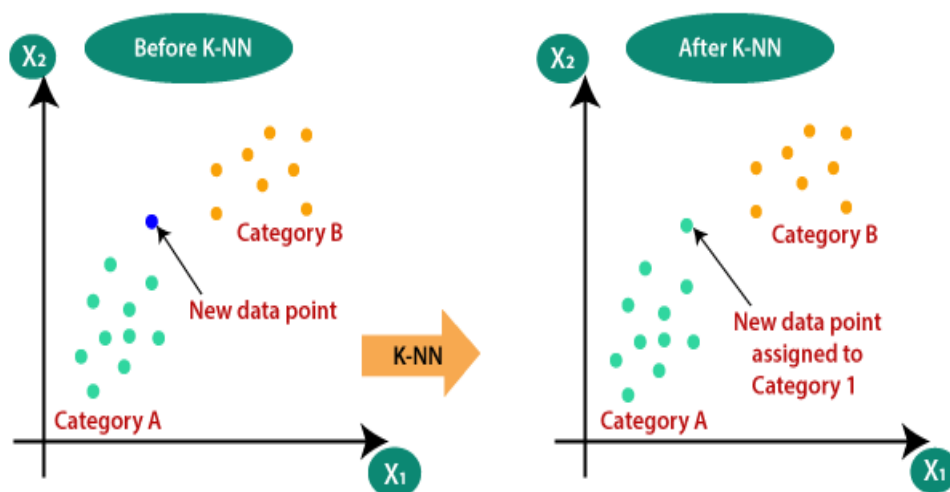 Before K-NN
X₂
Category B
New data point
Category A
X₁
K-NN
After K-NN
X₂
Category B
New data point
assigned to
Category 1
Category A
X₁